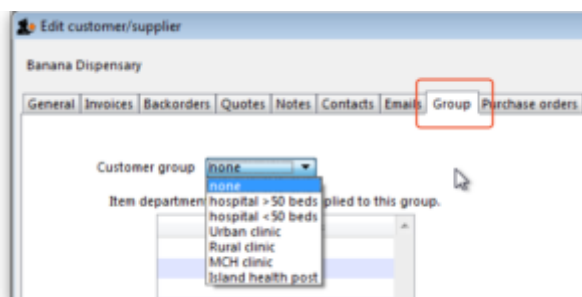 Edit customer/supplier
Banana Dispensary
General Invoices Backorders Quotes Notes Contacts Emails Group Purchase orders
Customer group none
none
Item departmen hospital >50 beds plied to this group.
hospital <50 beds
Urban clinic
Rural clinic
MCH clinic
Island health post